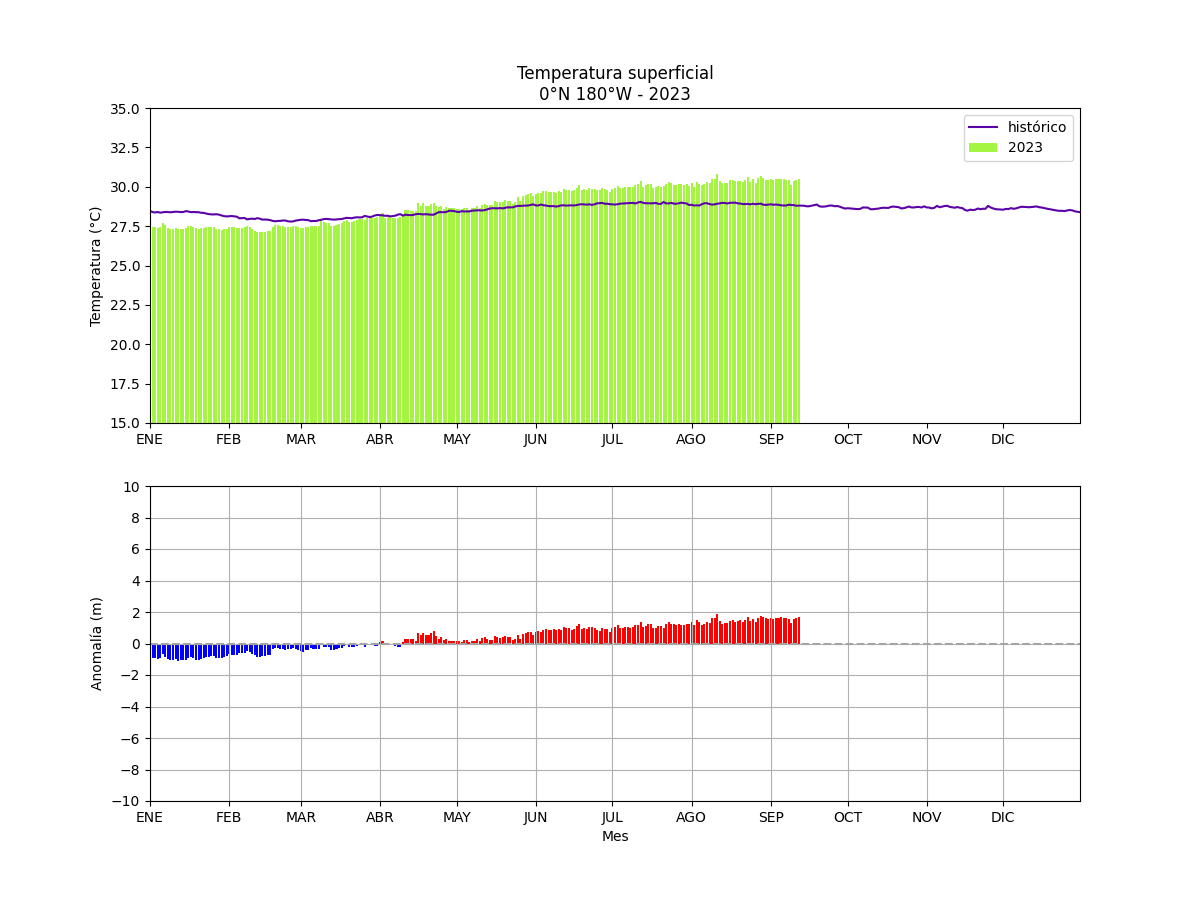 Temperatura superficial
0°N 180°W - 2023
35.0
32.5
30.0
27.5
25.0
22.5
20.0
17.5
15.0
Temperatura (°C)
histórico
2023
ENE FEB MAR ABR MAY JUN JUL AGO SEP OCT NOV DIC
10
8
6
4
2
0
−2
−4
−6
−8
−10
Anomalía (m)
ENE FEB MAR ABR MAY JUN JUL AGO SEP OCT NOV DIC
Mes